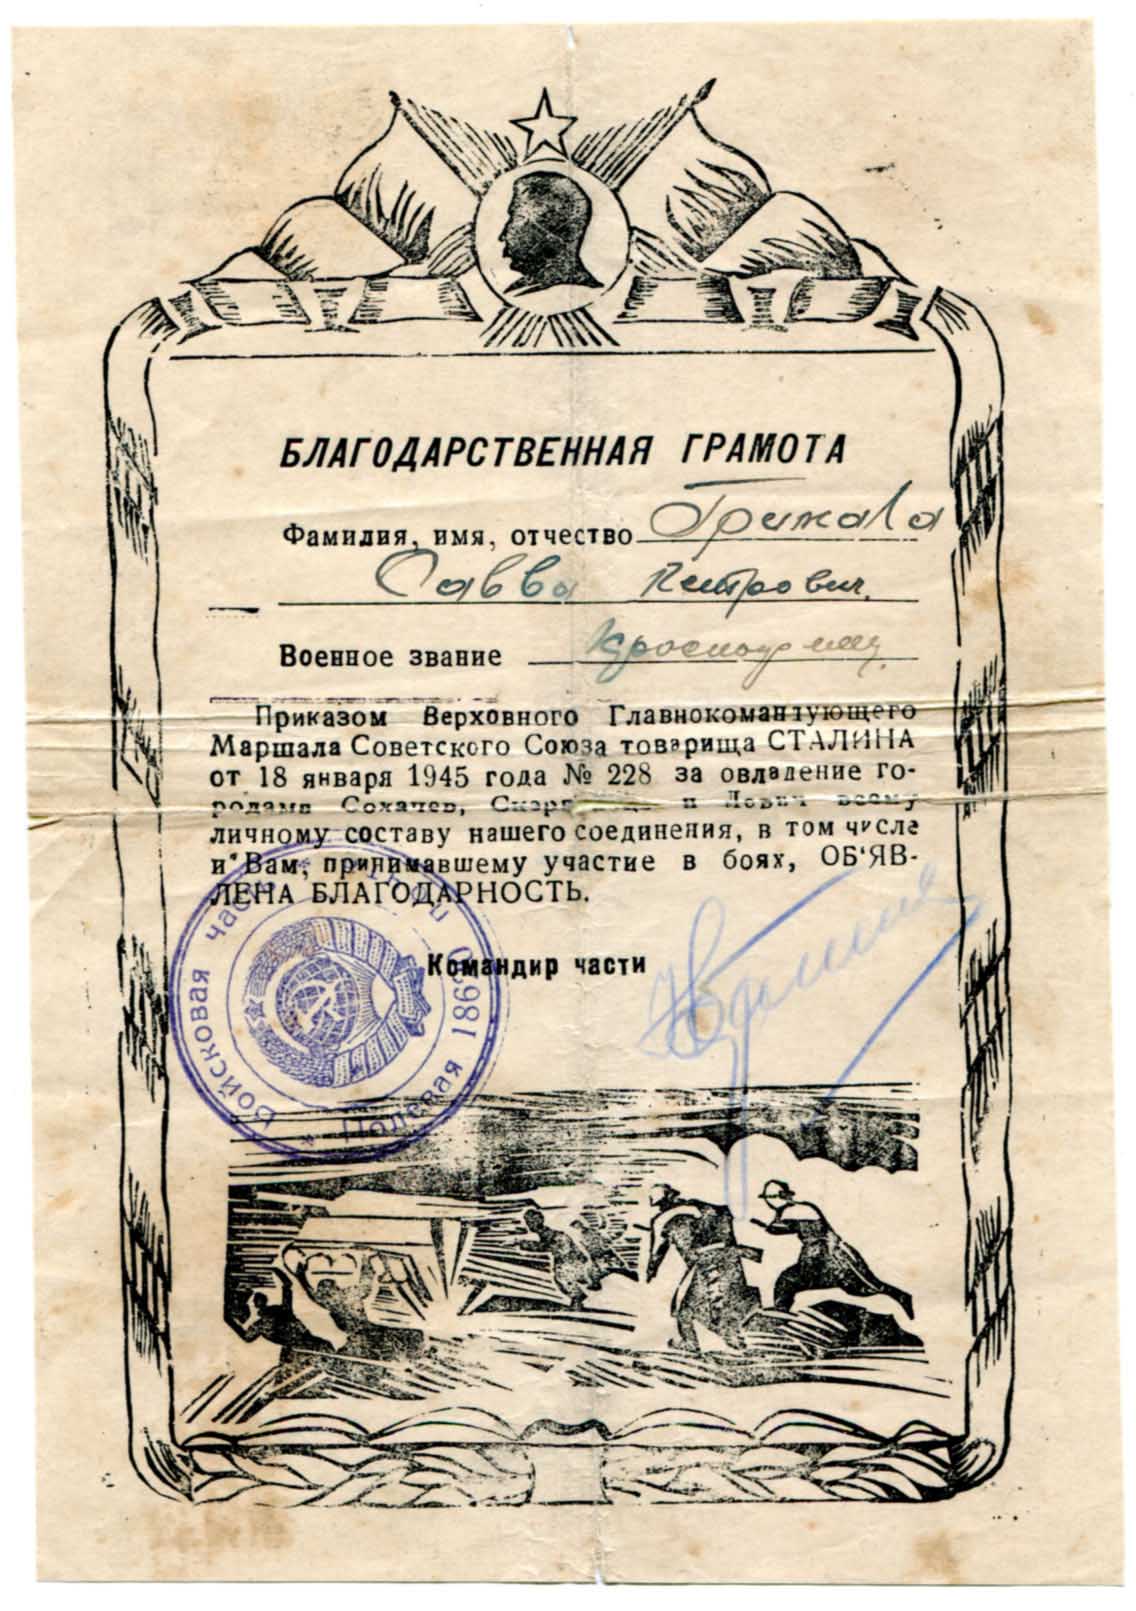 БЛАГОДАРСТВЕННАЯ ГРАМОТА
Фамилия, имя, отчество
Савва Петрович
Военное звание
Приказом Верховного Главнокомандующего
Маршала Советского Союза товарища СТАЛИНА
от 18 января 1945 года № 228 за овладение го-
родами Сохачев, и Лович всему
личному составу нашего соединения, в том числе
и Вам, принимавшему участие в боях, ОБ'ЯВ-
ЛЕНА БЛАГОДАРНОСТЬ.
Командир части
Войсковая часть
Полевая